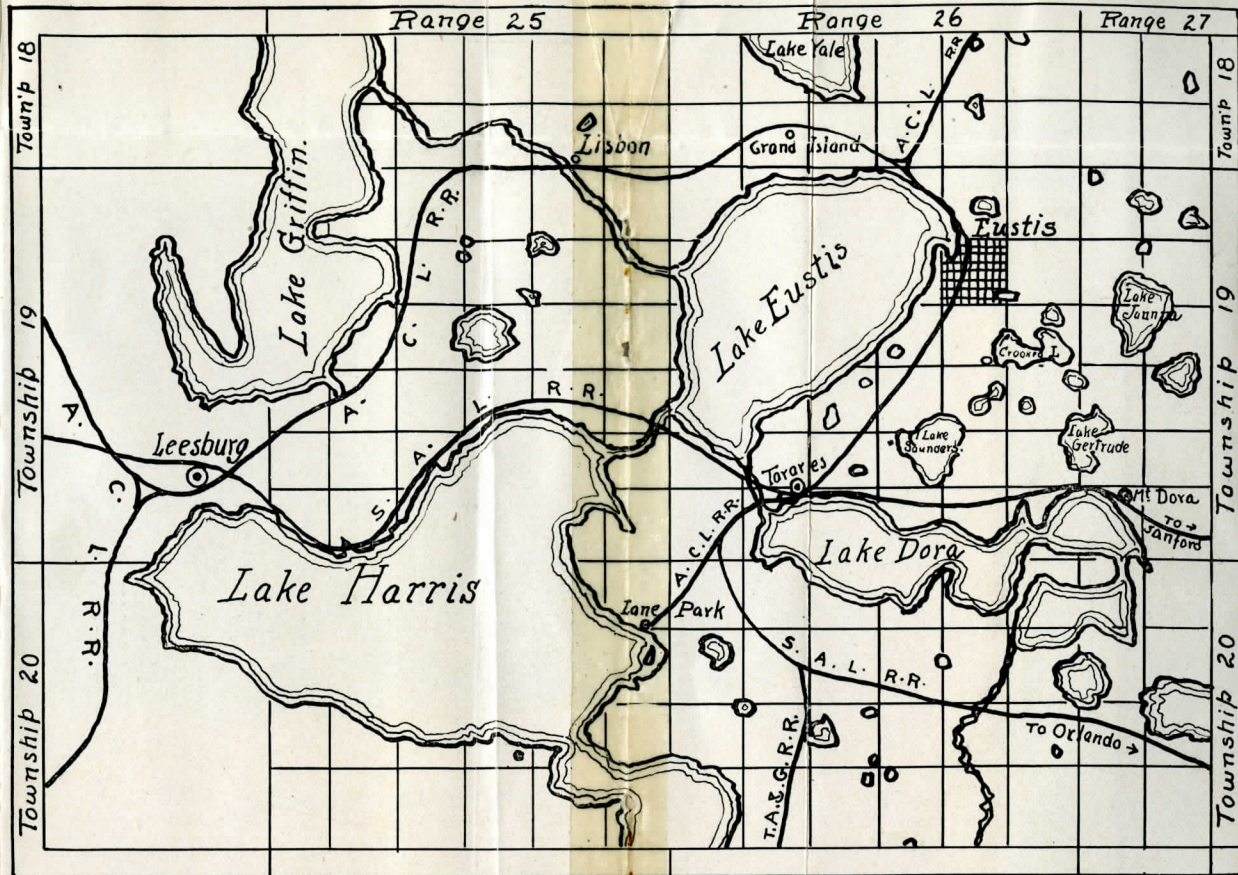 Range 25
Range 26
Range 27
Town'p 18
Town'p 18
Lake Yale
A. C. L. RR
Lisbon
Grand Island
Lake Griffin.
A. C. L. R. R.
Eustis
Lake Eustis
Lake Joanna
Crooked L
Township 19
Township 19
A. C. L. R. R.
Leesburg
S. A. L. R. R.
Lake Saunders.
Lake Gertrude
Tavares
Mt Dora
To → Sanford
A. C. L. R. R.
Lake Dora
Lake Harris
Lane Park
S. A. L. R. R.
Township 20
Township 20
T. A. & G. R. R.
To Orlando →